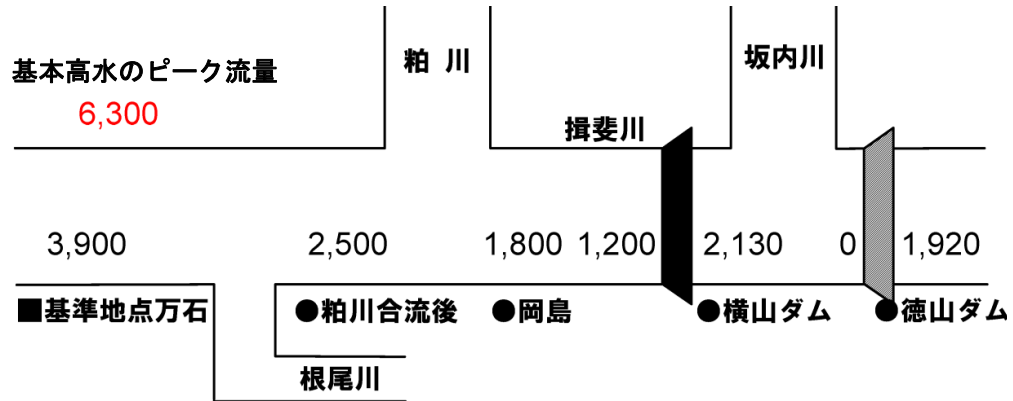 粕 川
坂内川
基本高水のピーク流量
6,300
揖斐川
3,900 2,500 1,800 1,200 2,130 0 1,920
■基準地点万石 ●粕川合流後 ●岡島 ●横山ダム ●徳山ダム
根尾川